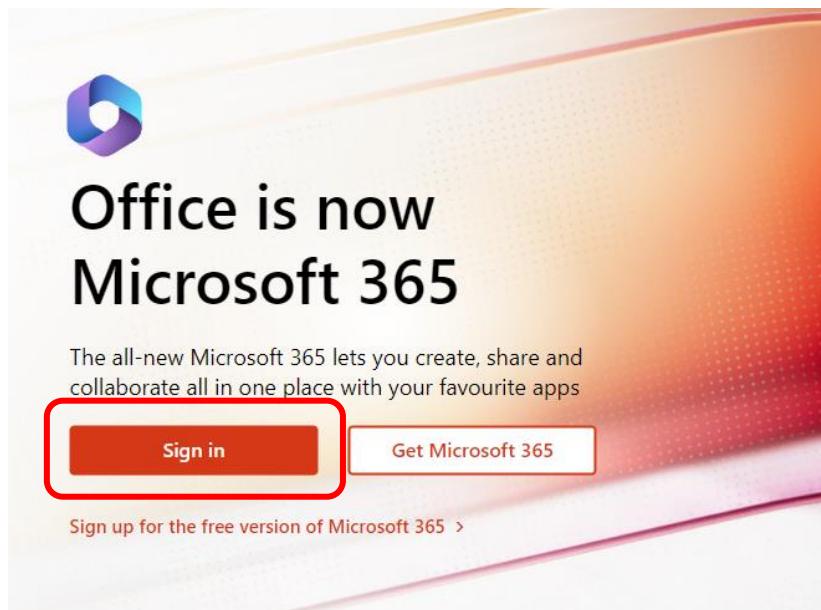 Office is now
Microsoft 365
The all-new Microsoft 365 lets you create, share and
collaborate all in one place with your favourite apps
Sign in
Get Microsoft 365
Sign up for the free version of Microsoft 365 >